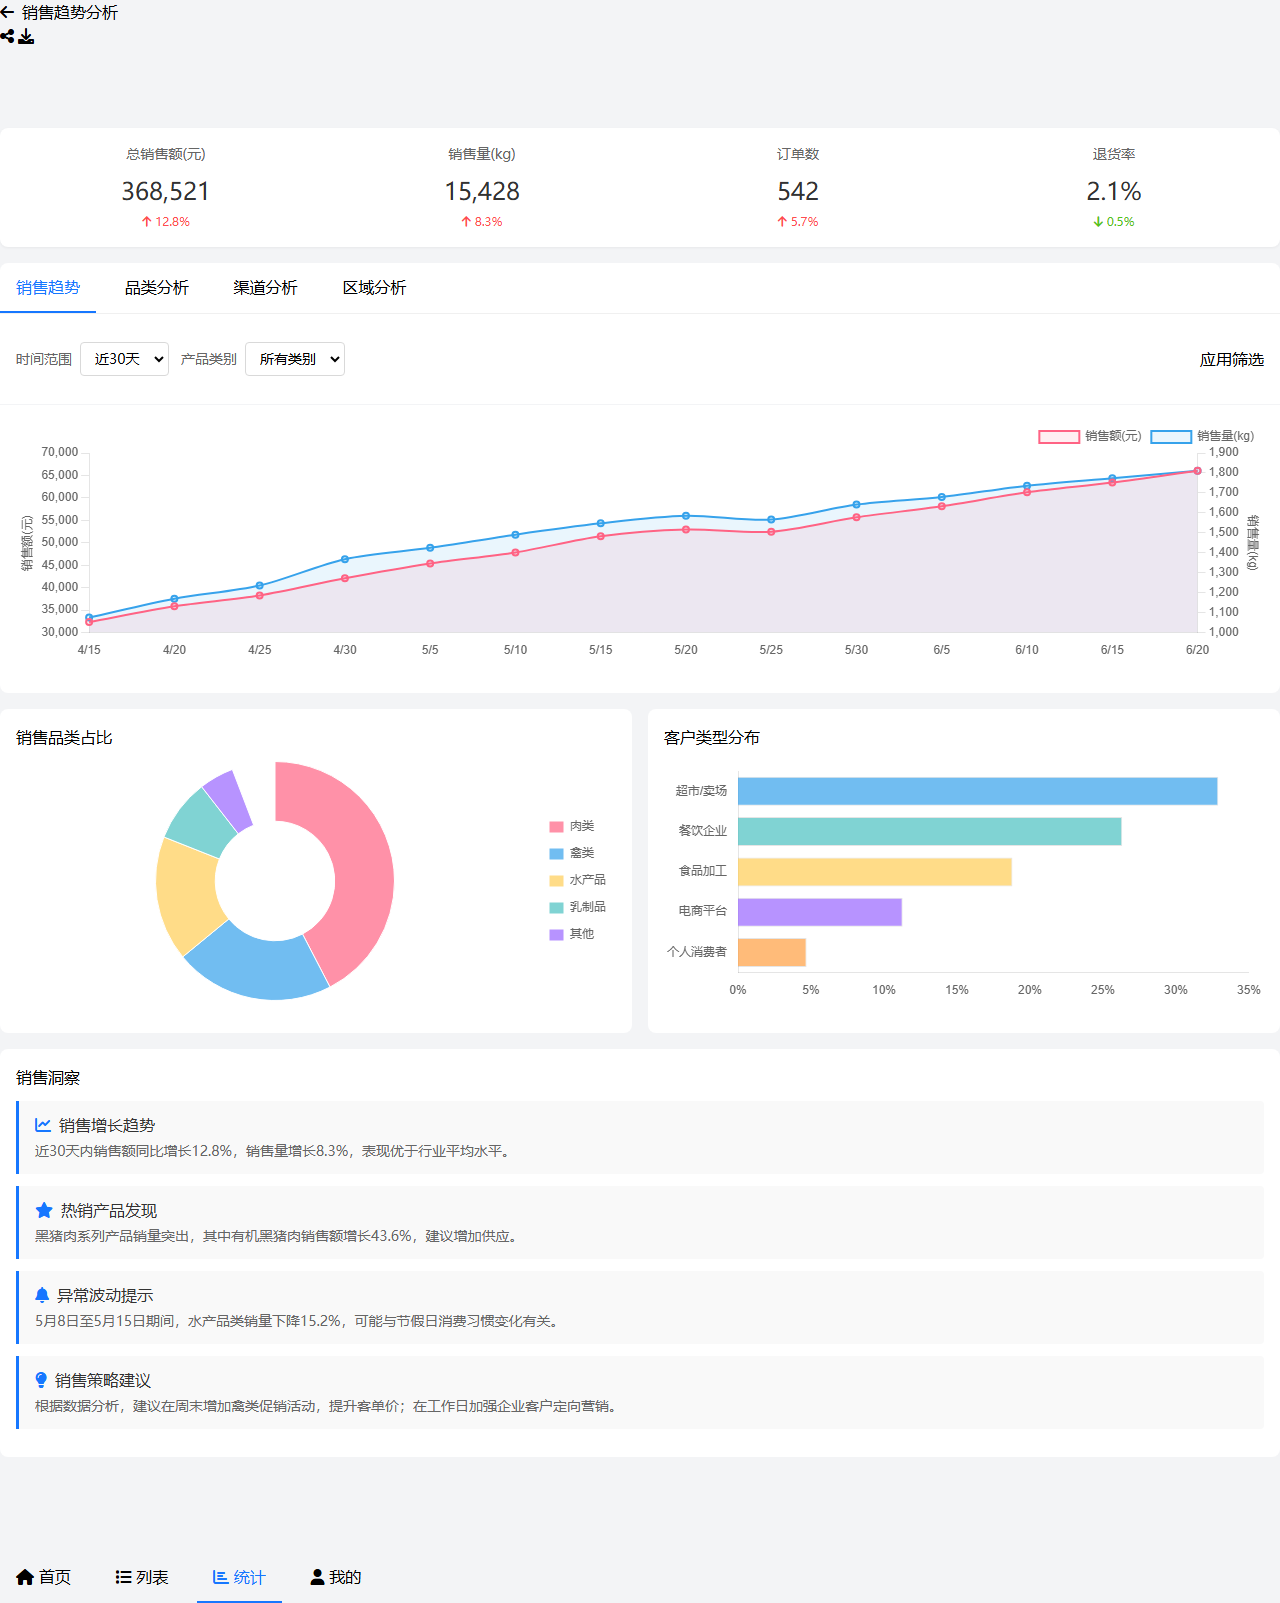 销售趋势分析
总销售额(元) 销售量(kg) 订单数 退货率
368,521 15,428 542 2.1%
12.8% 8.3% 5.7% 0.5%
销售趋势 品类分析 渠道分析 区域分析
时间范围 近30天 产品类别 所有类别 应用筛选
销售额(元) 销售量(kg)
70,000
65,000
60,000
55,000
50,000
45,000
40,000
35,000
30,000
销售额(元)
1,900
1,800
1,700
1,600
1,500
1,400
1,300
1,200
1,100
1,000
销售量(kg)
4/15 4/20 4/25 4/30 5/5 5/10 5/15 5/20 5/25 5/30 6/5 6/10 6/15 6/20
销售品类占比
肉类
禽类
水产品
乳制品
其他
客户类型分布
超市/卖场
餐饮企业
食品加工
电商平台
个人消费者
0% 5% 10% 15% 20% 25% 30% 35%
销售洞察
销售增长趋势
近30天内销售额同比增长12.8%，销售量增长8.3%，表现优于行业平均水平。
热销产品发现
黑猪肉系列产品销量突出，其中有机黑猪肉销售额增长43.6%，建议增加供应。
异常波动提示
5月8日至5月15日期间，水产品类销量下降15.2%，可能与节假日消费习惯变化有关。
销售策略建议
根据数据分析，建议在周末增加禽类促销活动，提升客单价；在工作日加强企业客户定向营销。
首页 列表 统计 我的